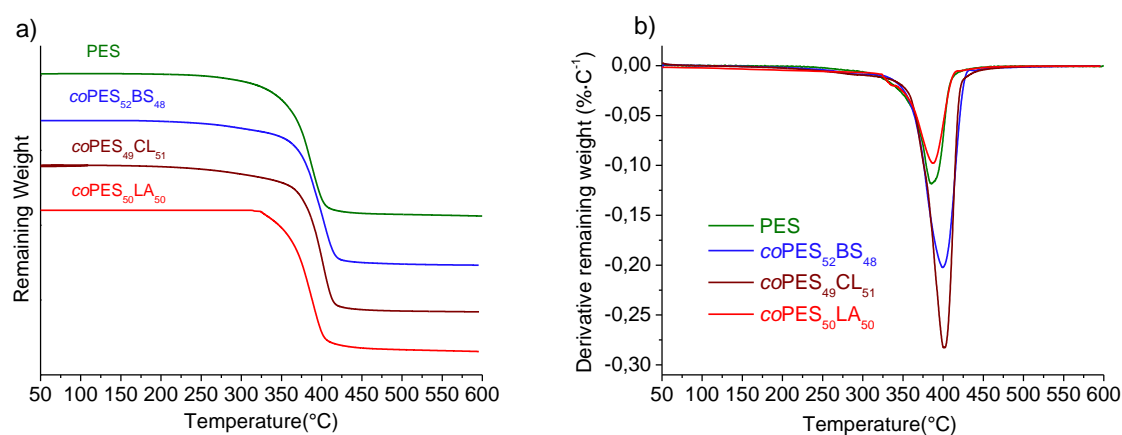 a)
PES
coPES₅₂BS₄₈
coPES₄₉CL₅₁
coPES₅₀LA₅₀
Remaining Weight
50 100 150 200 250 300 350 400 450 500 550 600
Temperature(°C)
b)
0,00
-0,05
-0,10
-0,15
-0,20
-0,25
-0,30
Derivative remaining weight (%·C⁻¹)
PES
coPES₅₂BS₄₈
coPES₄₉CL₅₁
coPES₅₀LA₅₀
50 100 150 200 250 300 350 400 450 500 550 600
Temperature(°C)